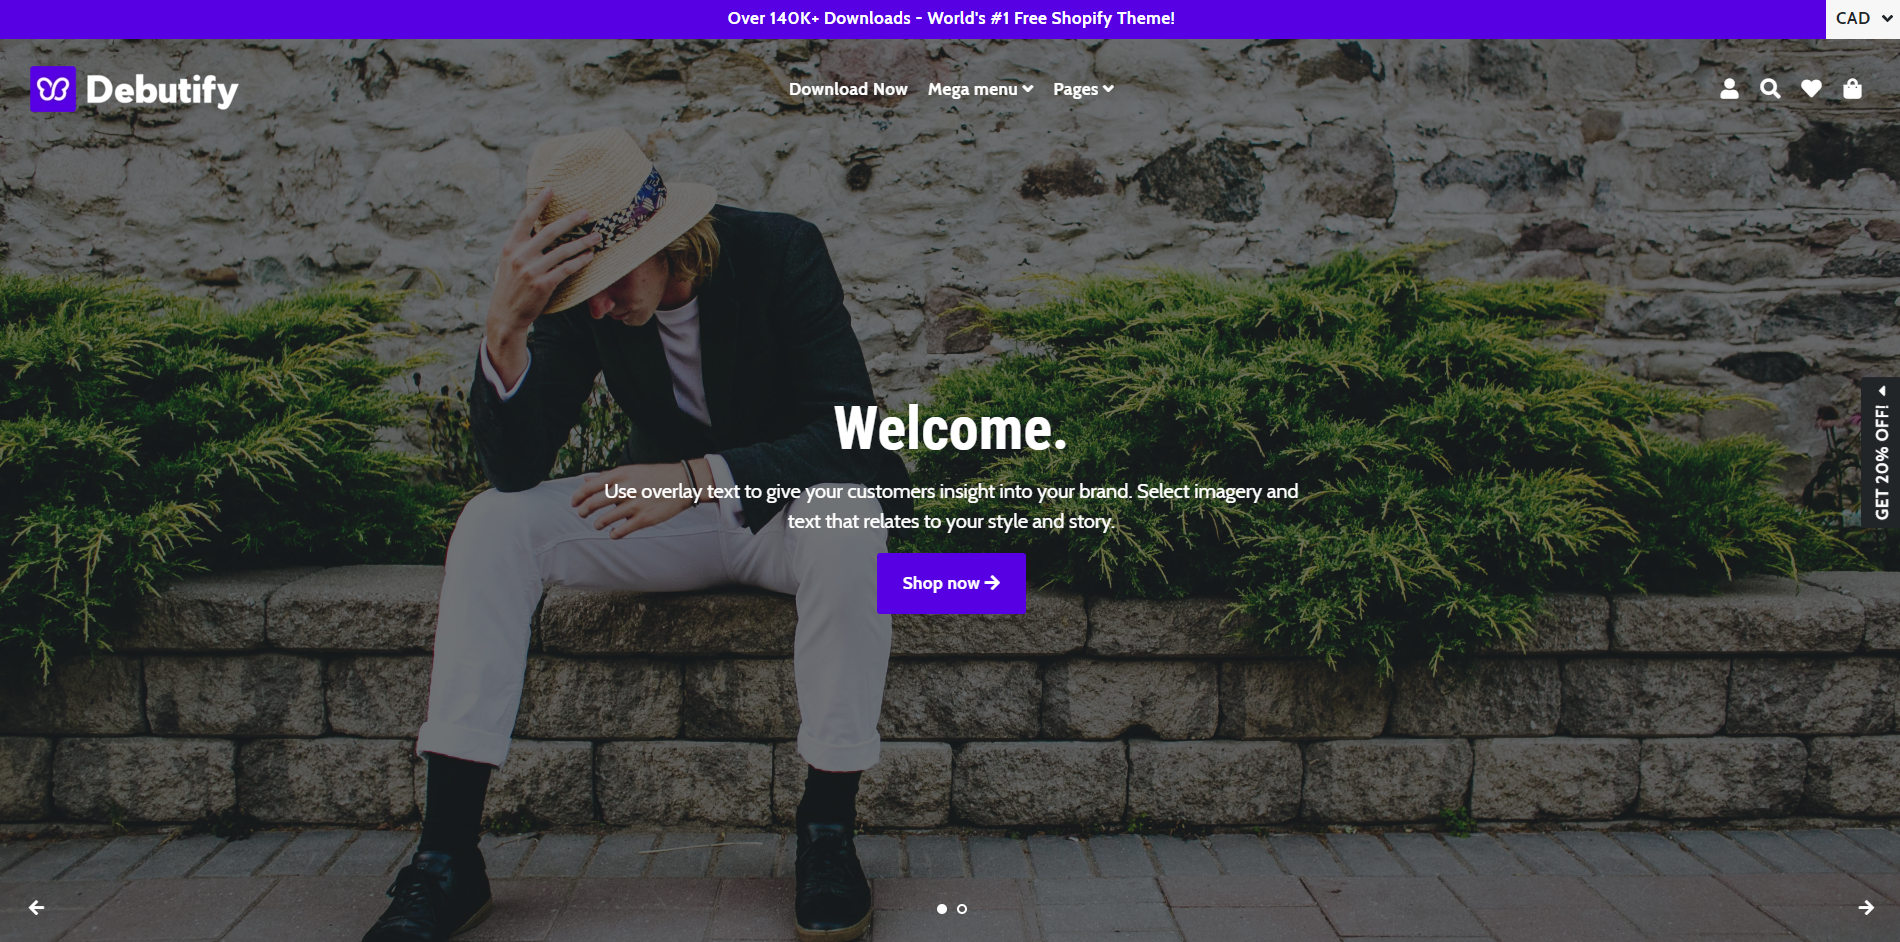 Over 140K+ Downloads - World's #1 Free Shopify Theme!
CAD
Debutify
Download Now
Mega menu
Pages
GET 20% OFF!
Welcome.
Use overlay text to give your customers insight into your brand. Select imagery and
text that relates to your style and story.
Shop now